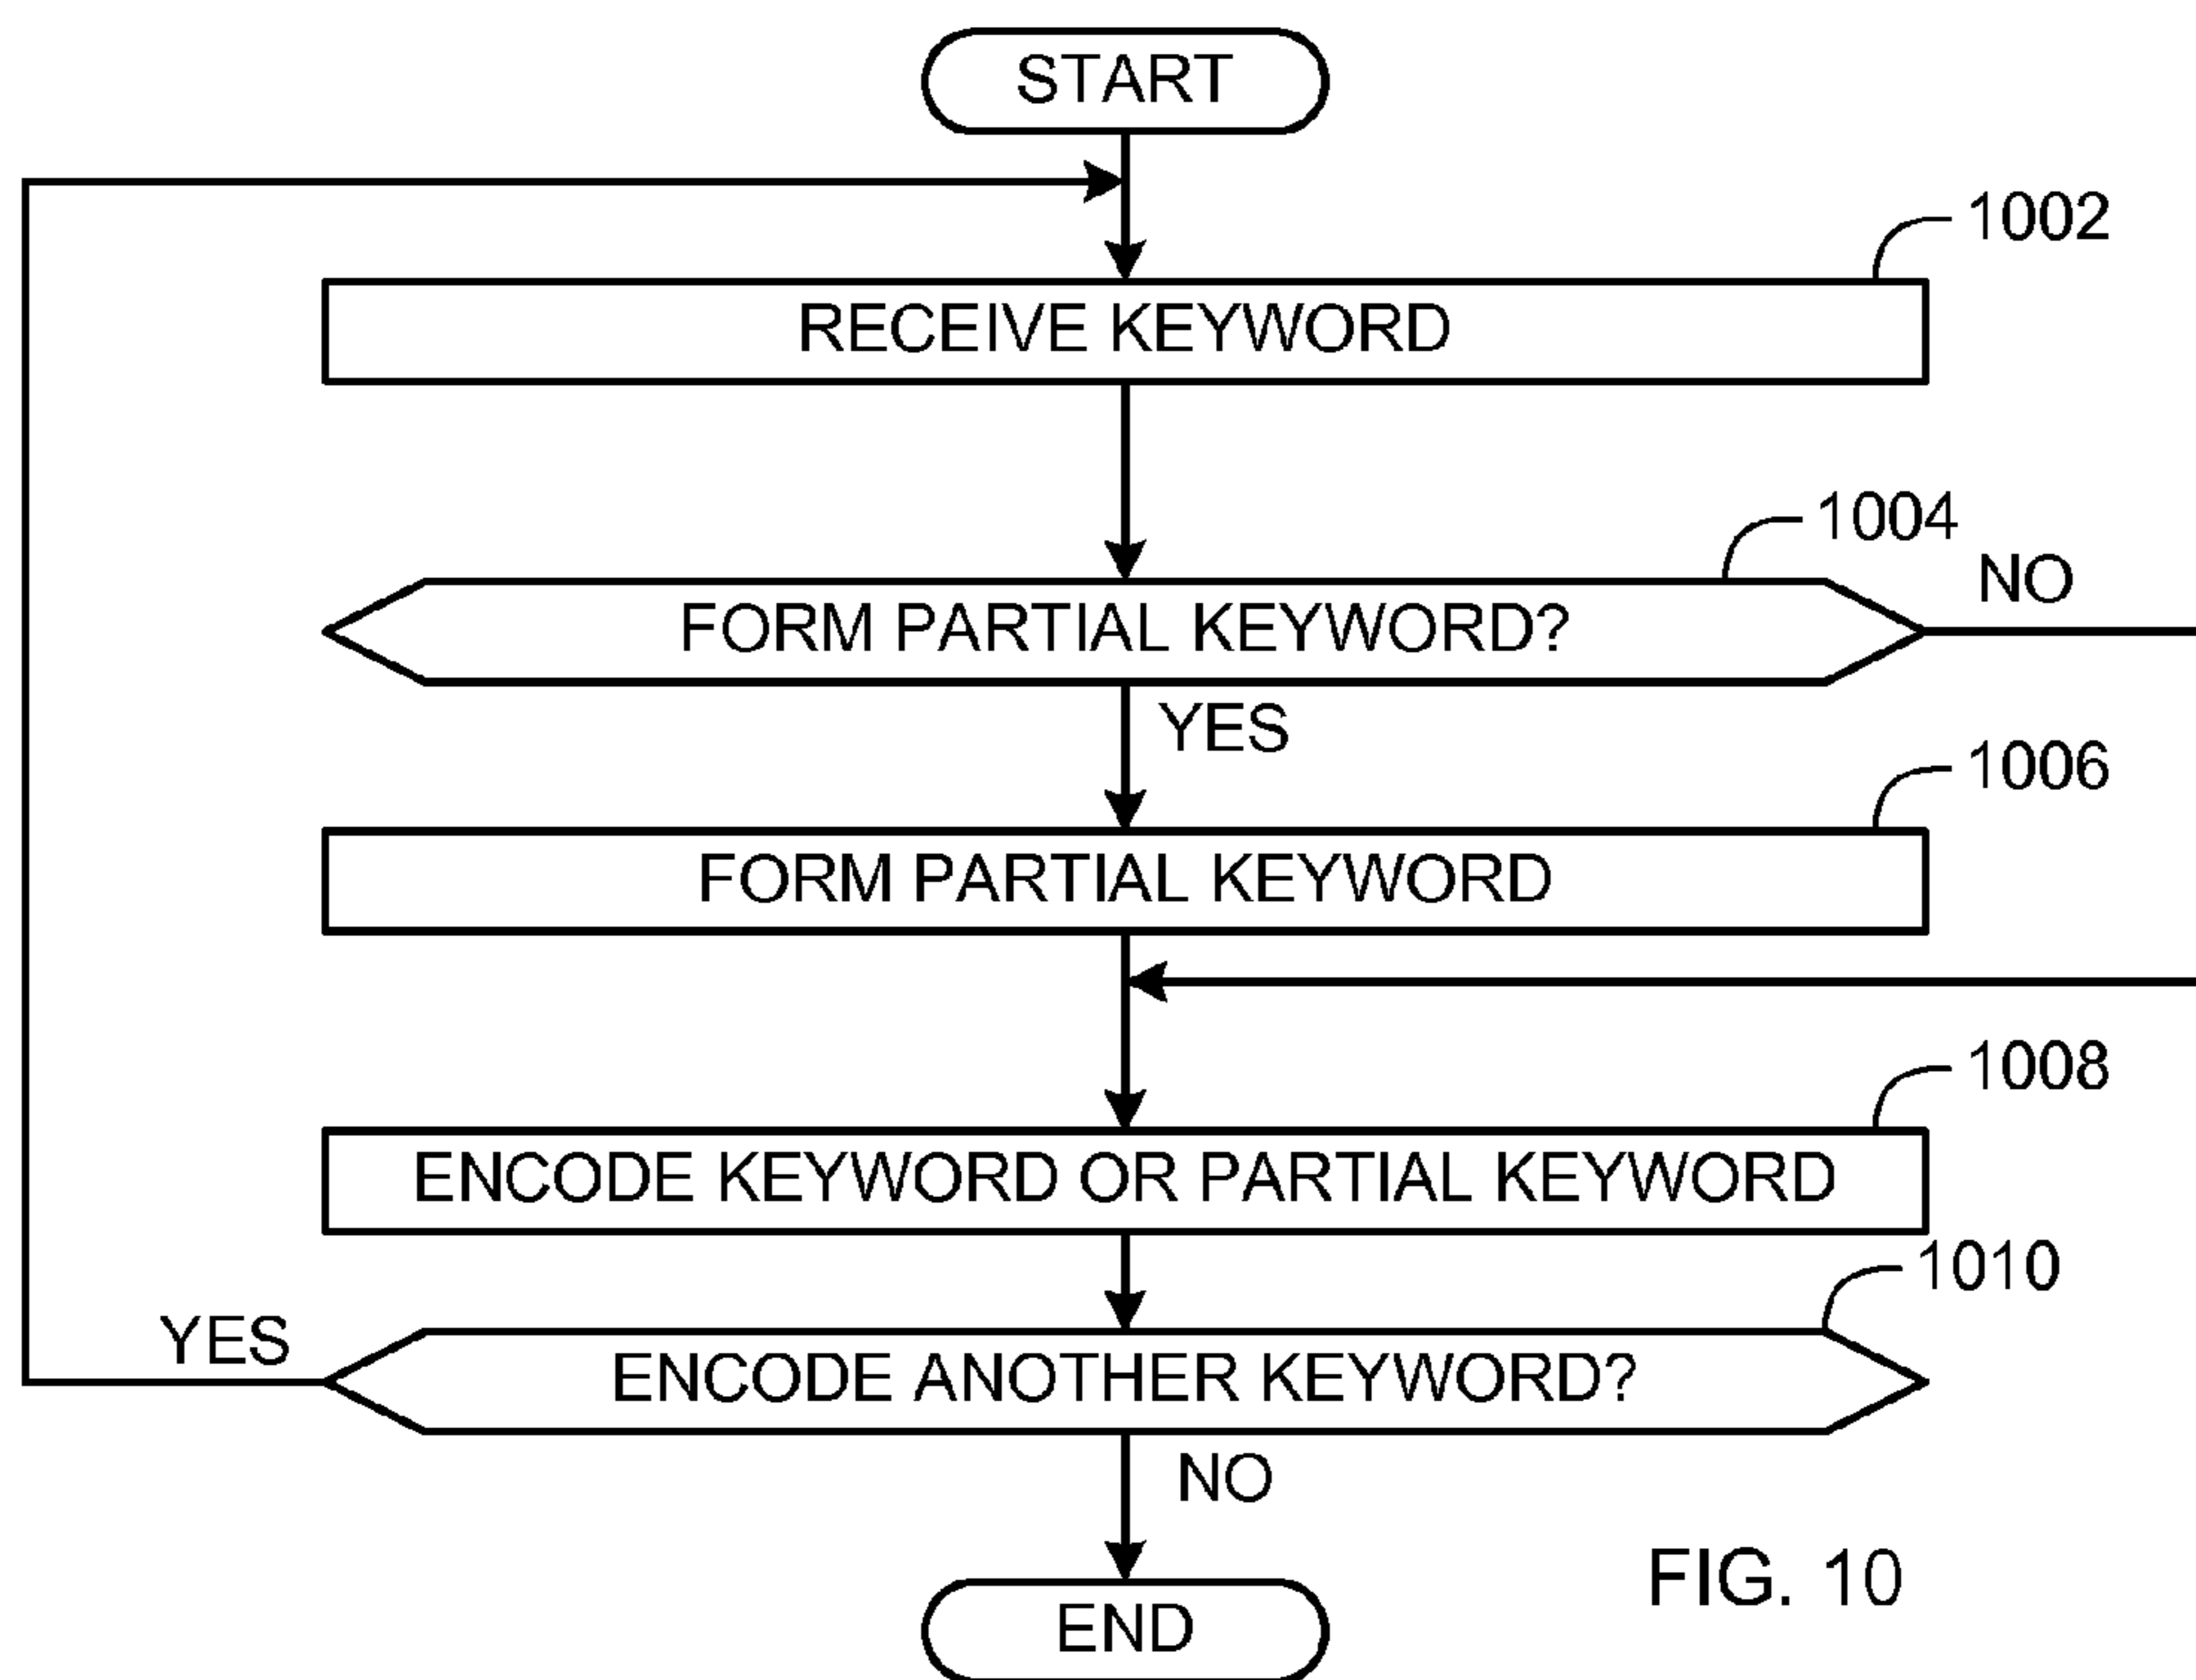 START
1002
RECEIVE KEYWORD
1004
NO
FORM PARTIAL KEYWORD?
YES
1006
FORM PARTIAL KEYWORD
1008
ENCODE KEYWORD OR PARTIAL KEYWORD
1010
YES
ENCODE ANOTHER KEYWORD?
NO
FIG. 10
END